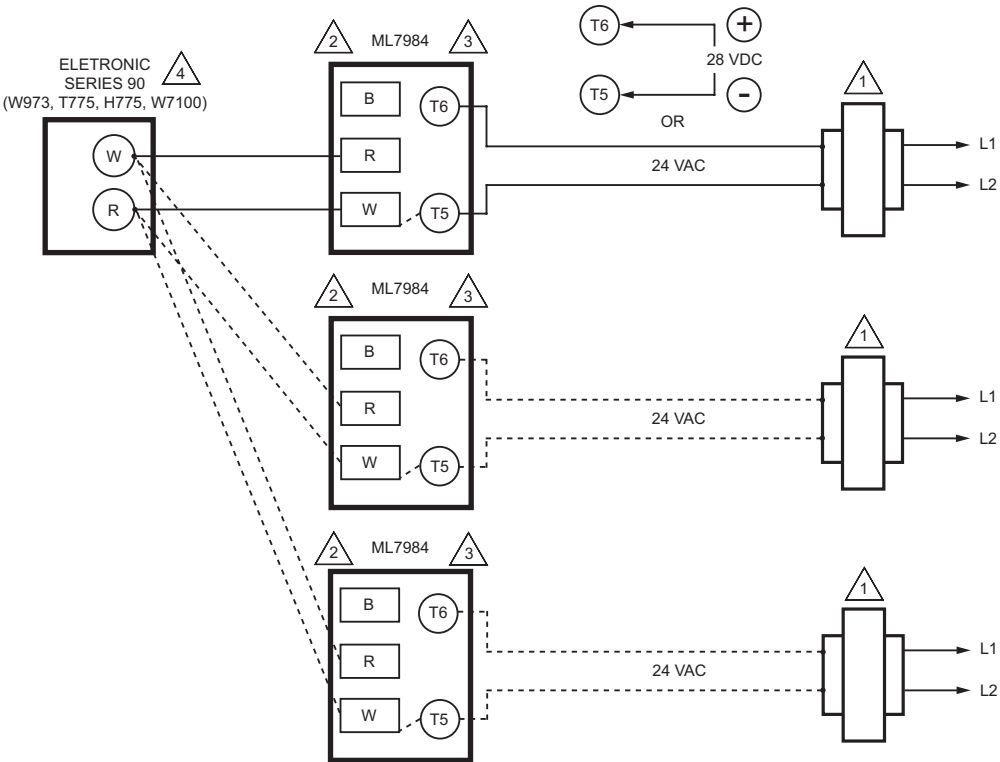 ELETRONIC
SERIES 90
(W973, T775, H775, W7100)
4
W
R
2
ML7984
3
B
R
W
T6
T5
T6
+
28 VDC
T5
-
OR
24 VAC
1
L1
L2
2
ML7984
3
B
R
W
T6
T5
24 VAC
1
L1
L2
2
ML7984
3
B
R
W
T6
T5
24 VAC
1
L1
L2